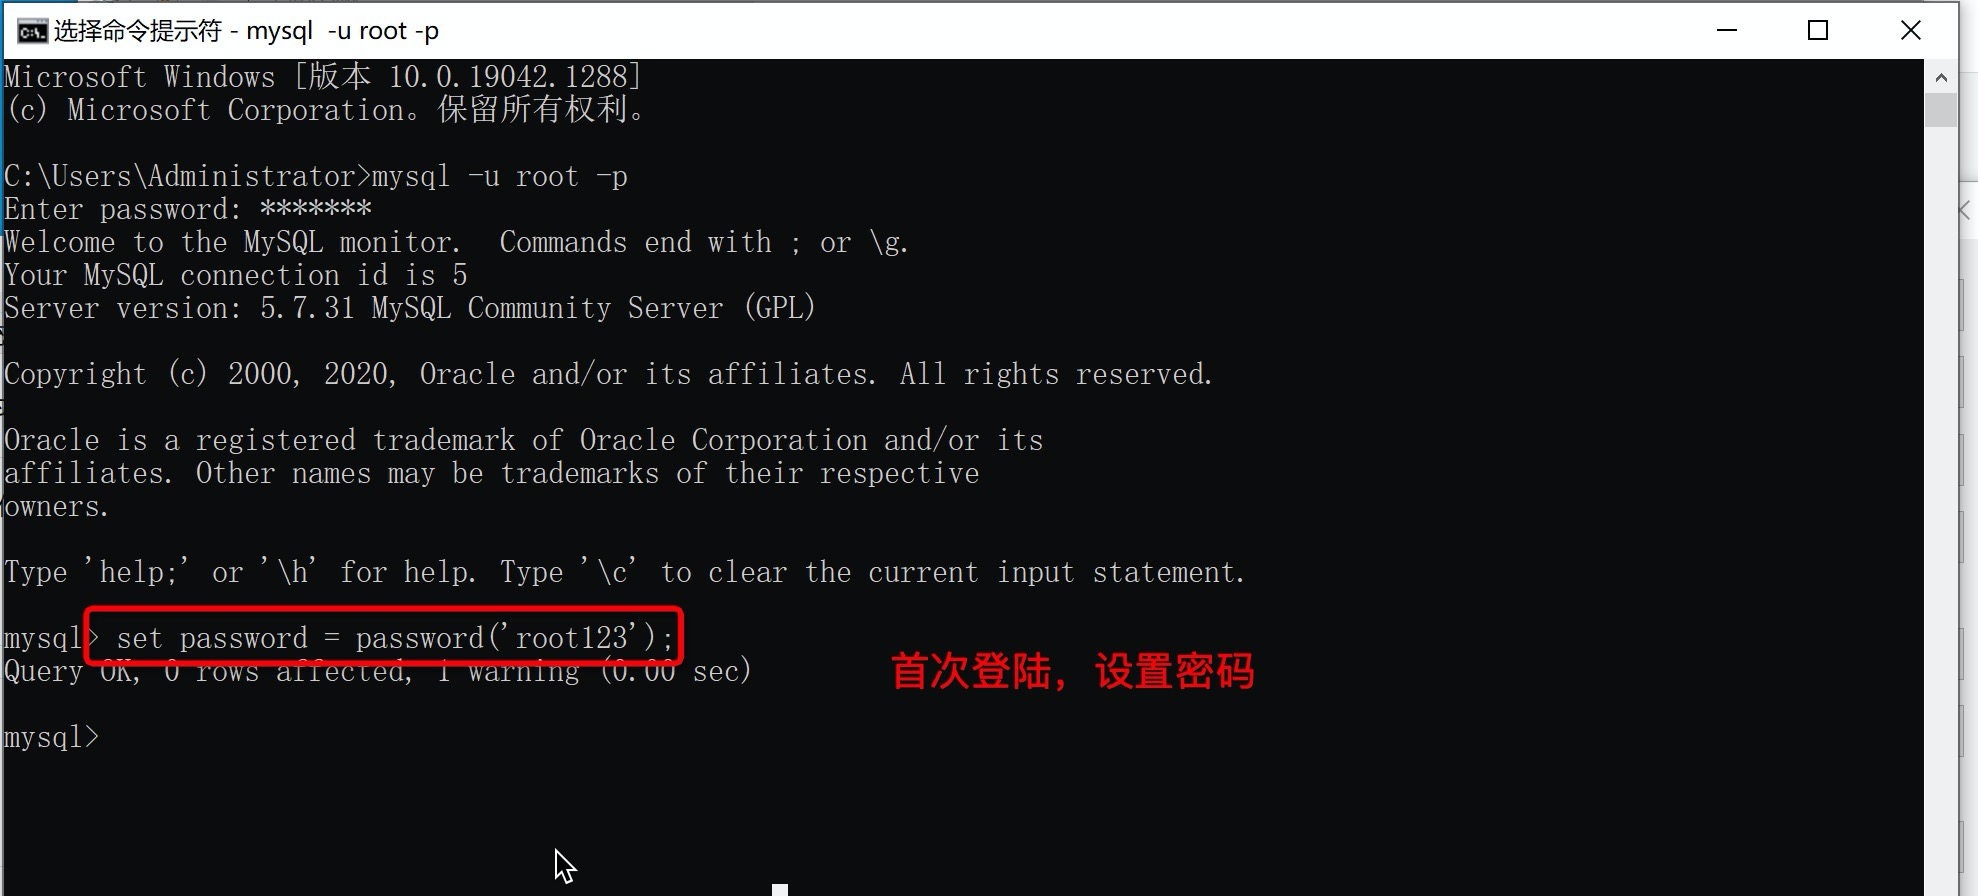 选择命令提示符 - mysql  -u root -p
Microsoft Windows [版本 10.0.19042.1288]
(c) Microsoft Corporation。保留所有权利。
C:\Users\Administrator>mysql -u root -p
Enter password: *******
Welcome to the MySQL monitor.  Commands end with ; or \g.
Your MySQL connection id is 5
Server version: 5.7.31 MySQL Community Server (GPL)
Copyright (c) 2000, 2020, Oracle and/or its affiliates. All rights reserved.
Oracle is a registered trademark of Oracle Corporation and/or its
affiliates. Other names may be trademarks of their respective
owners.
Type 'help;' or '\h' for help. Type '\c' to clear the current input statement.
mysql> set password = password('root123');
Query OK, 0 rows affected, 1 warning (0.00 sec)
首次登陆，设置密码
mysql>